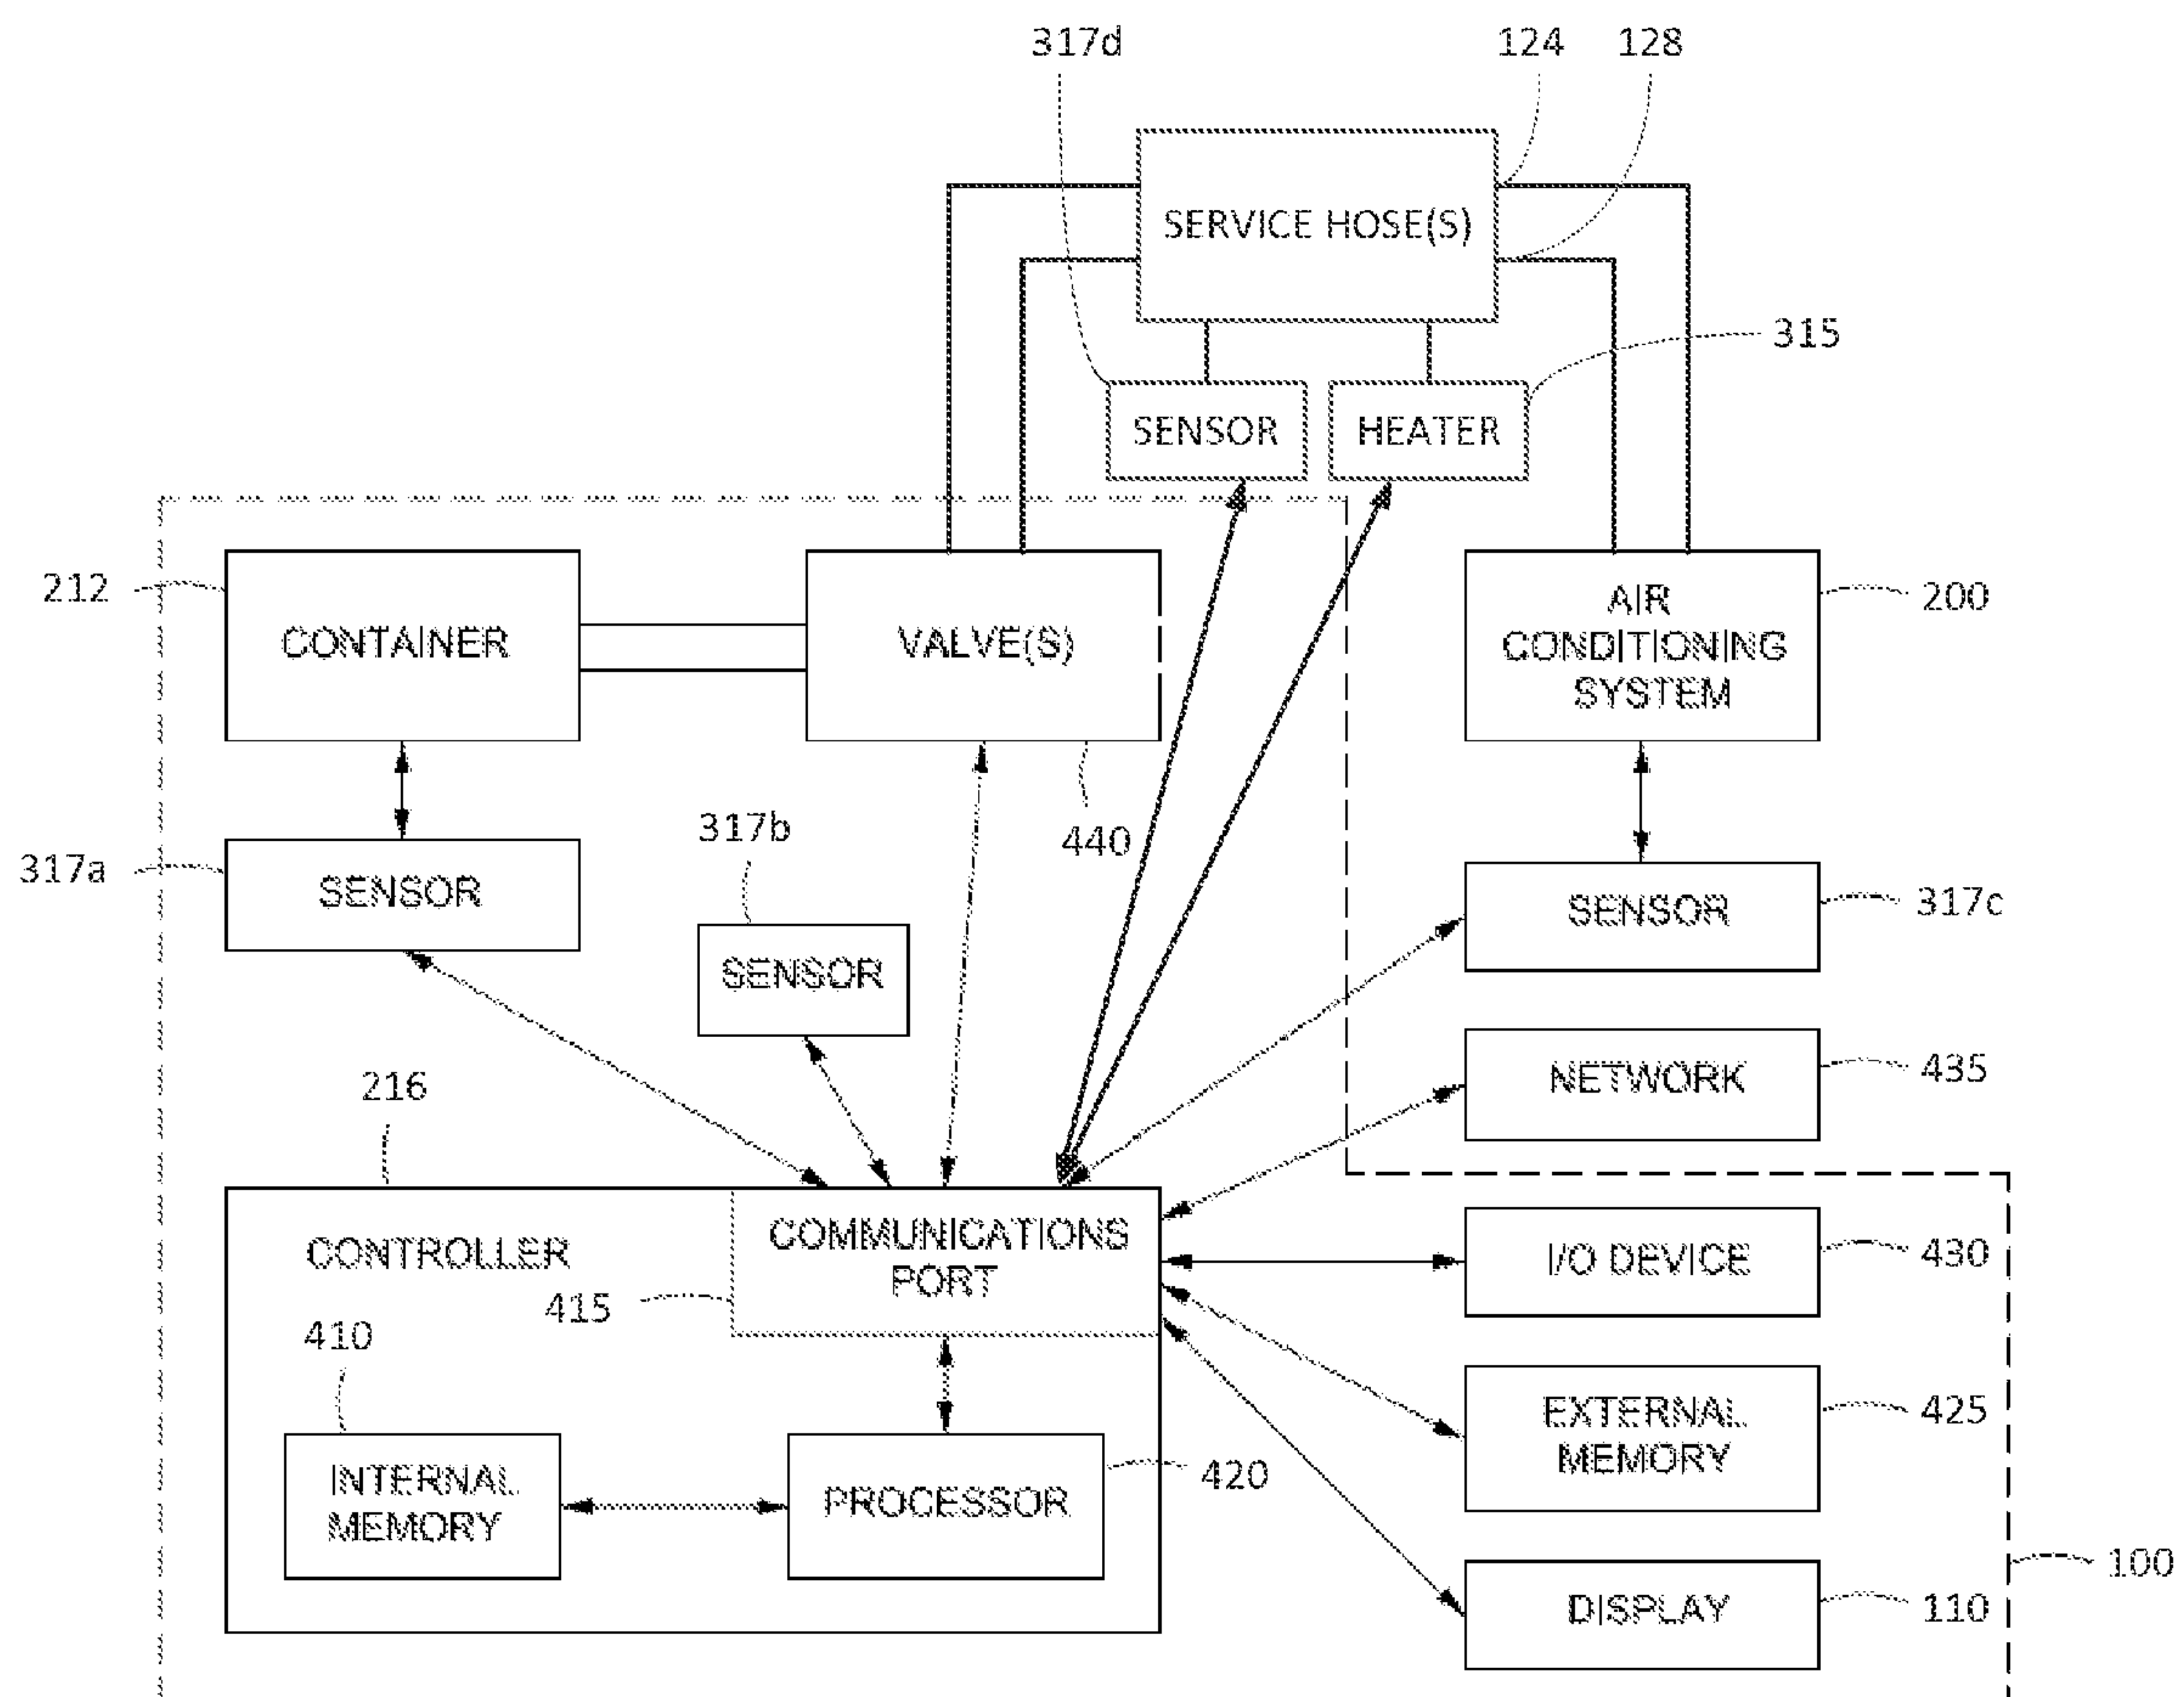 317d
124
128
SERVICE HOSE(S)
315
SENSOR
HEATER
212
CONTAINER
VALVE(S)
AIR
CONDITIONING
SYSTEM
200
317a
SENSOR
317b
440
SENSOR
SENSOR
317c
NETWORK
435
216
CONTROLLER
COMMUNICATIONS
PORT
415
I/O DEVICE
430
410
INTERNAL
MEMORY
PROCESSOR
420
EXTERNAL
MEMORY
425
DISPLAY
110
100